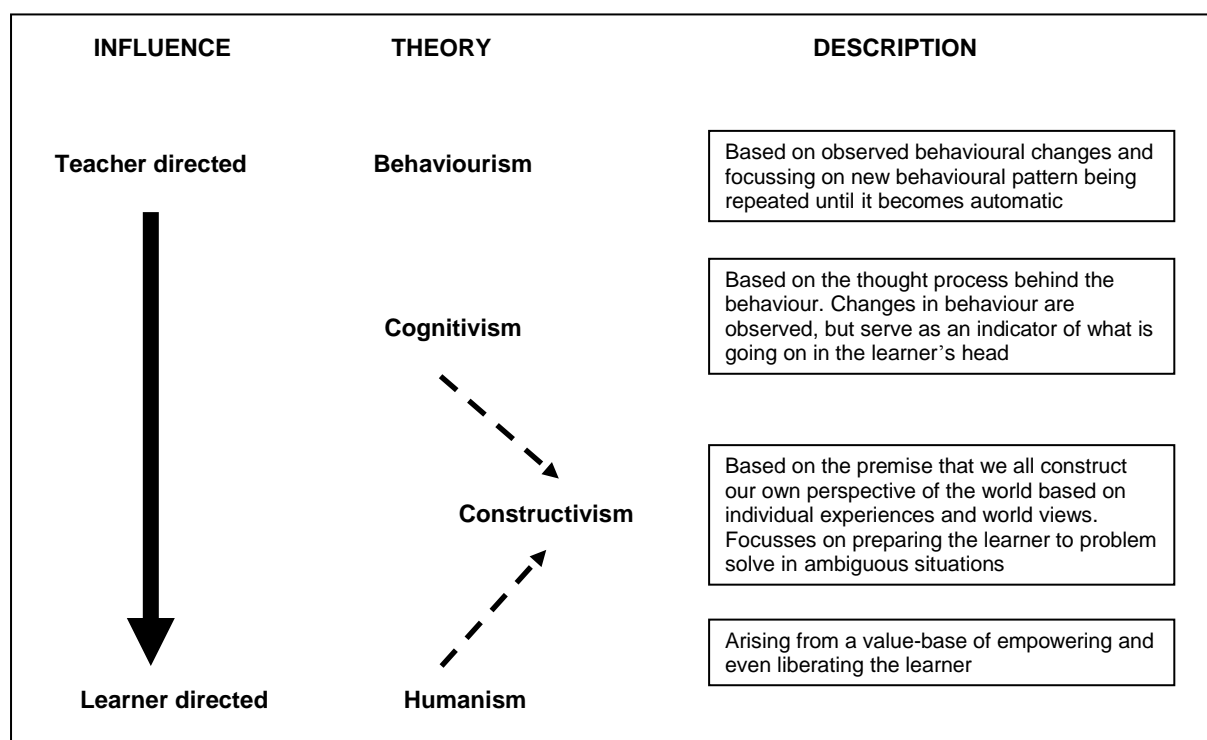 INFLUENCE THEORY DESCRIPTION
Teacher directed Behaviourism
Based on observed behavioural changes and
focussing on new behavioural pattern being
repeated until it becomes automatic
Cognitivism
Based on the thought process behind the
behaviour. Changes in behaviour are
observed, but serve as an indicator of what is
going on in the learner’s head
Constructivism
Based on the premise that we all construct
our own perspective of the world based on
individual experiences and world views.
Focusses on preparing the learner to problem
solve in ambiguous situations
Learner directed Humanism
Arising from a value-base of empowering and
even liberating the learner